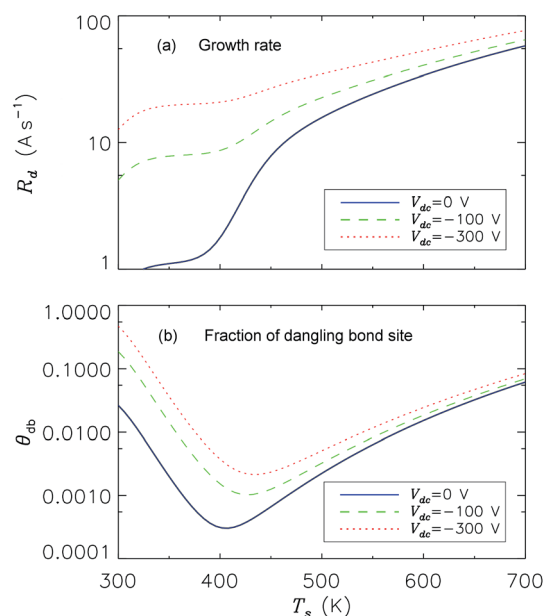 100
(a) Growth rate
10
R_d (A s⁻¹)
V_dc=0 V
V_dc=−100 V
V_dc=−300 V
1
1.0000
(b) Fraction of dangling bond site
0.1000
θ_db
0.0100
0.0010
V_dc=0 V
V_dc=−100 V
V_dc=−300 V
0.0001
300 400 500 600 700
T_s (K)